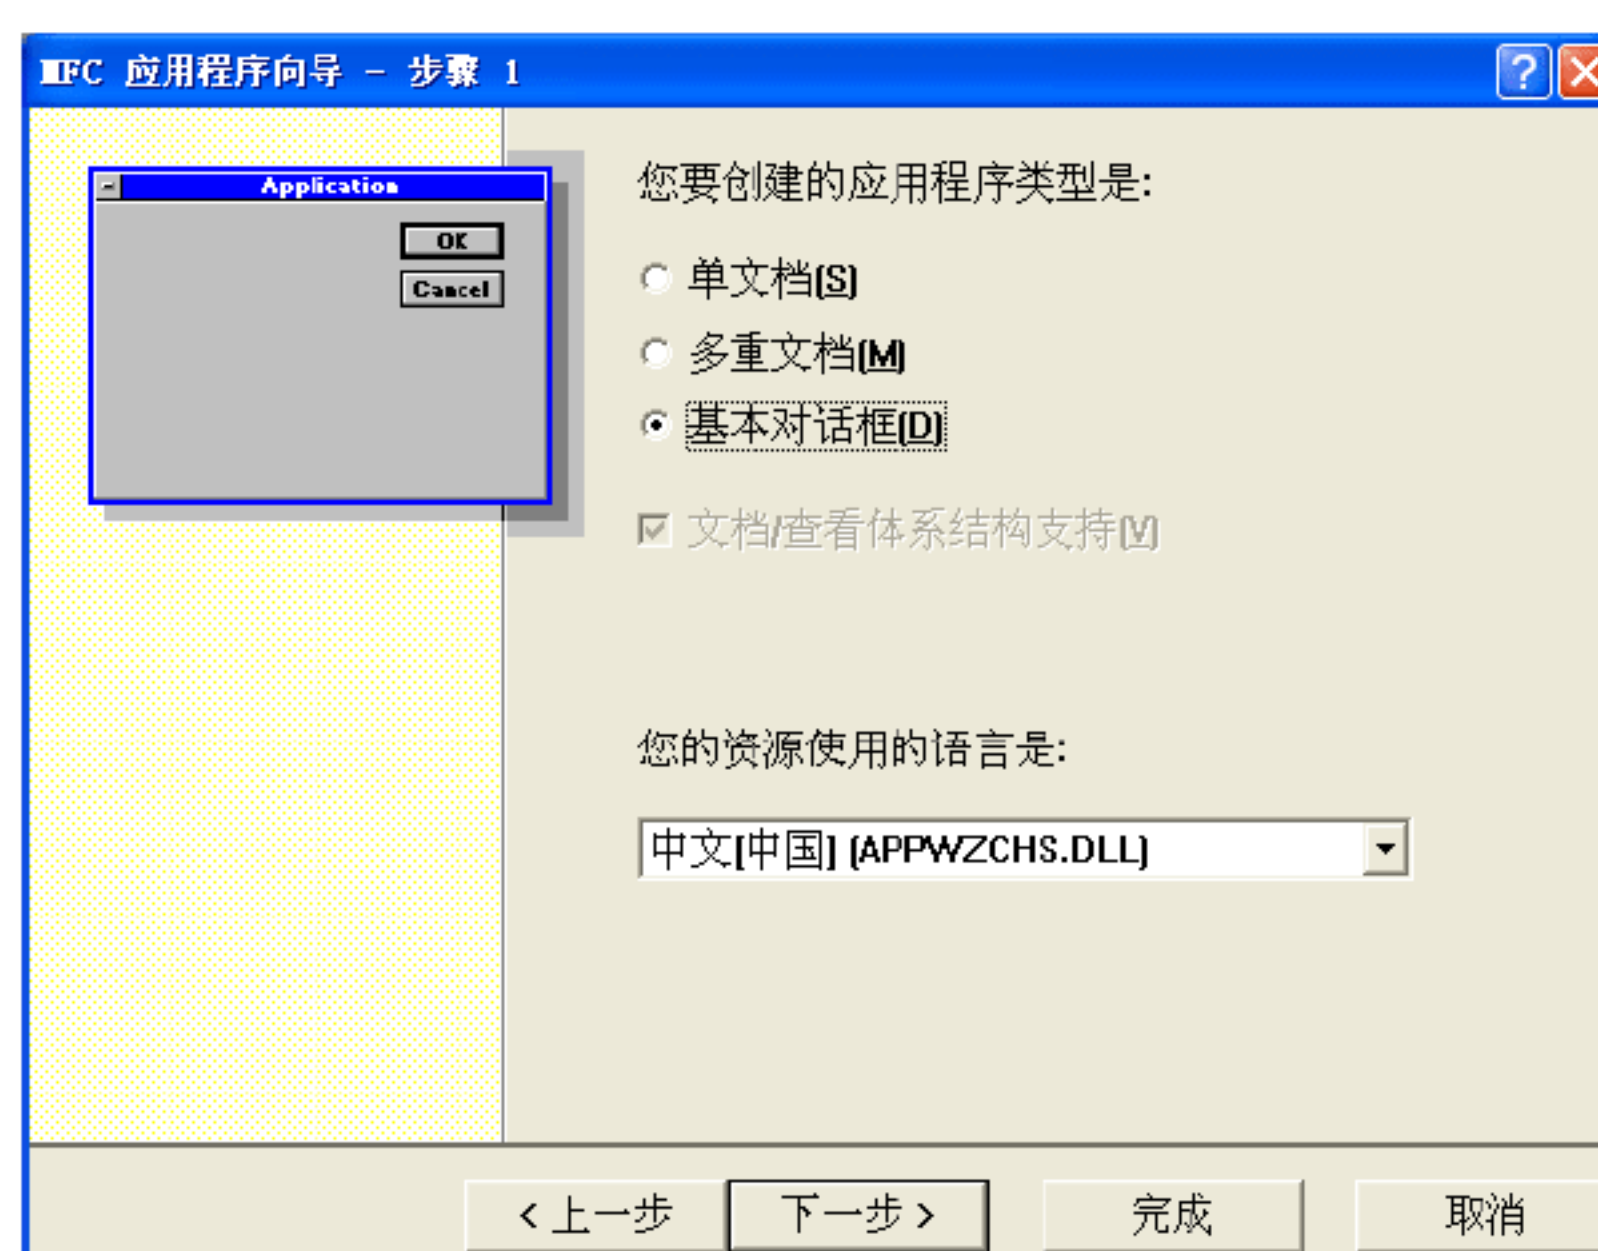 MFC 应用程序向导 - 步骤 1
Application
OK
Cancel
您要创建的应用程序类型是:
单文档(S)
多重文档(M)
基本对话框(D)
文档/查看体系结构支持(V)
您的资源使用的语言是:
中文[中国] (APPWZCHS.DLL)
< 上一步 下一步 > 完成 取消